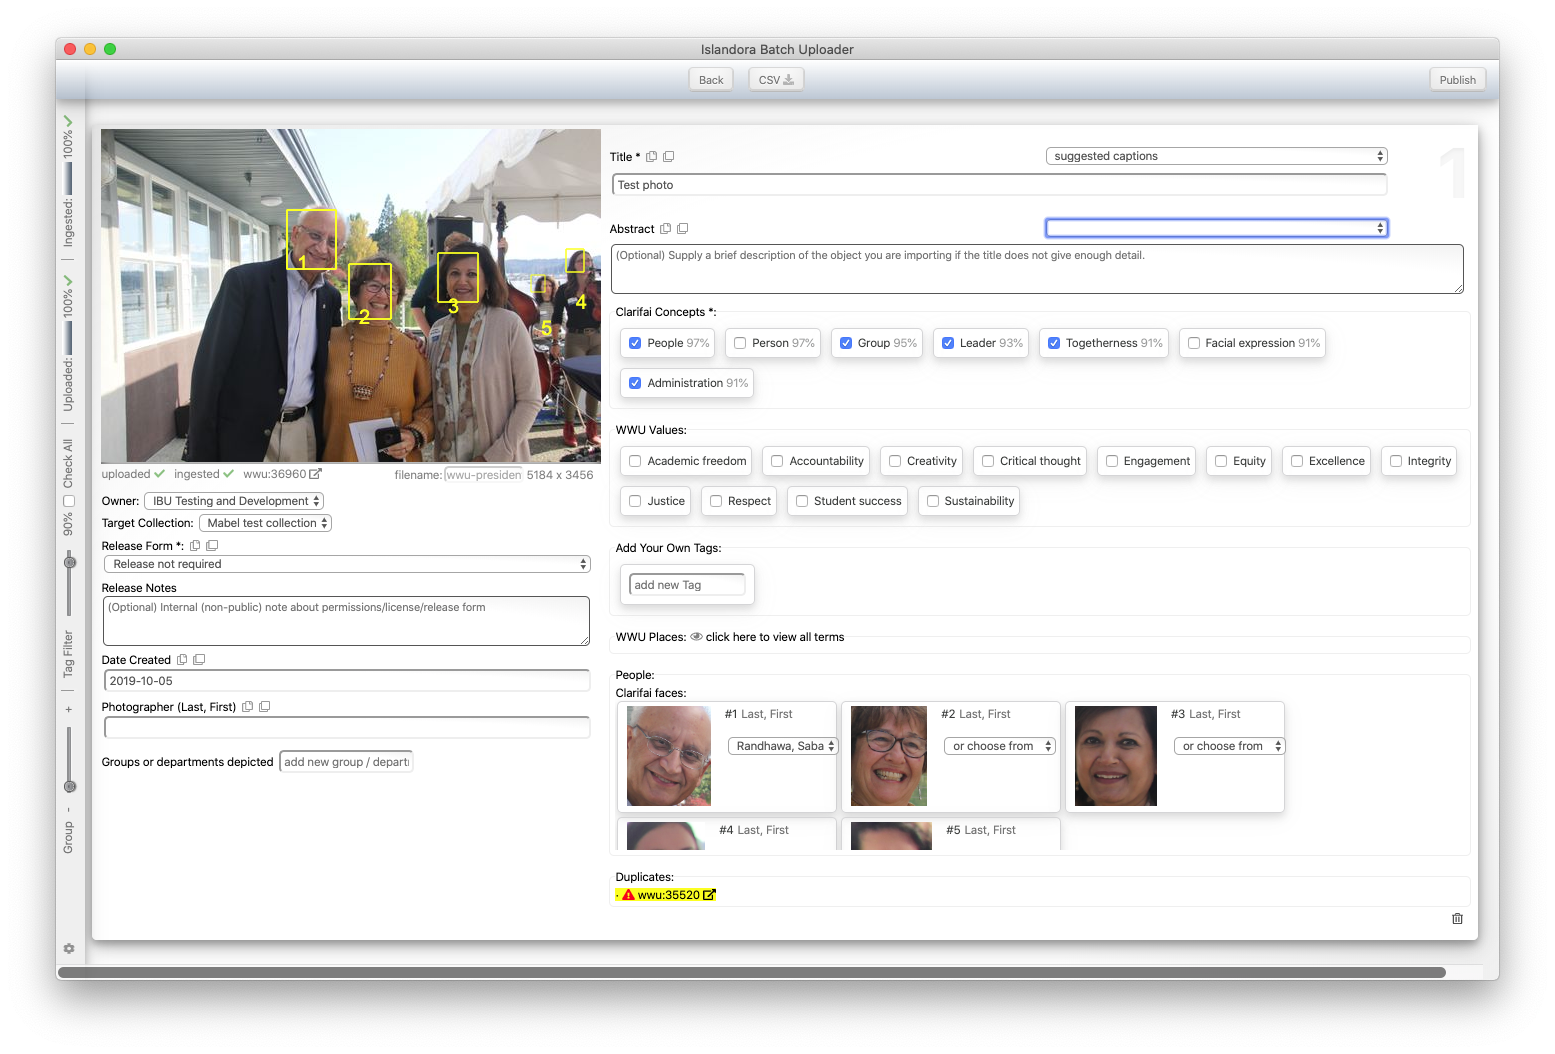 Islandora Batch Uploader
Back CSV Publish
Ingested: 100%
Uploaded: 100%
90% Check All
Tag Filter
Group - +
1
2
3
4
5
uploaded ingested wwu:36960 filename: wwu-presiden 5184 x 3456
Owner: IBU Testing and Development
Target Collection: Mabel test collection
Release Form *:
Release not required
Release Notes
(Optional) Internal (non-public) note about permissions/license/release form
Date Created
2019-10-05
Photographer (Last, First)
Groups or departments depicted add new group / depart
Title * suggested captions
1
Test photo
Abstract
(Optional) Supply a brief description of the object you are importing if the title does not give enough detail.
Clarifai Concepts *:
People 97% Person 97% Group 95% Leader 93% Togetherness 91% Facial expression 91%
Administration 91%
WWU Values:
Academic freedom Accountability Creativity Critical thought Engagement Equity Excellence Integrity
Justice Respect Student success Sustainability
Add Your Own Tags:
add new Tag
WWU Places: click here to view all terms
People:
Clarifai faces:
#1 Last, First #2 Last, First #3 Last, First
Randhawa, Saba or choose from or choose from
#4 Last, First #5 Last, First
Duplicates:
· wwu:35520